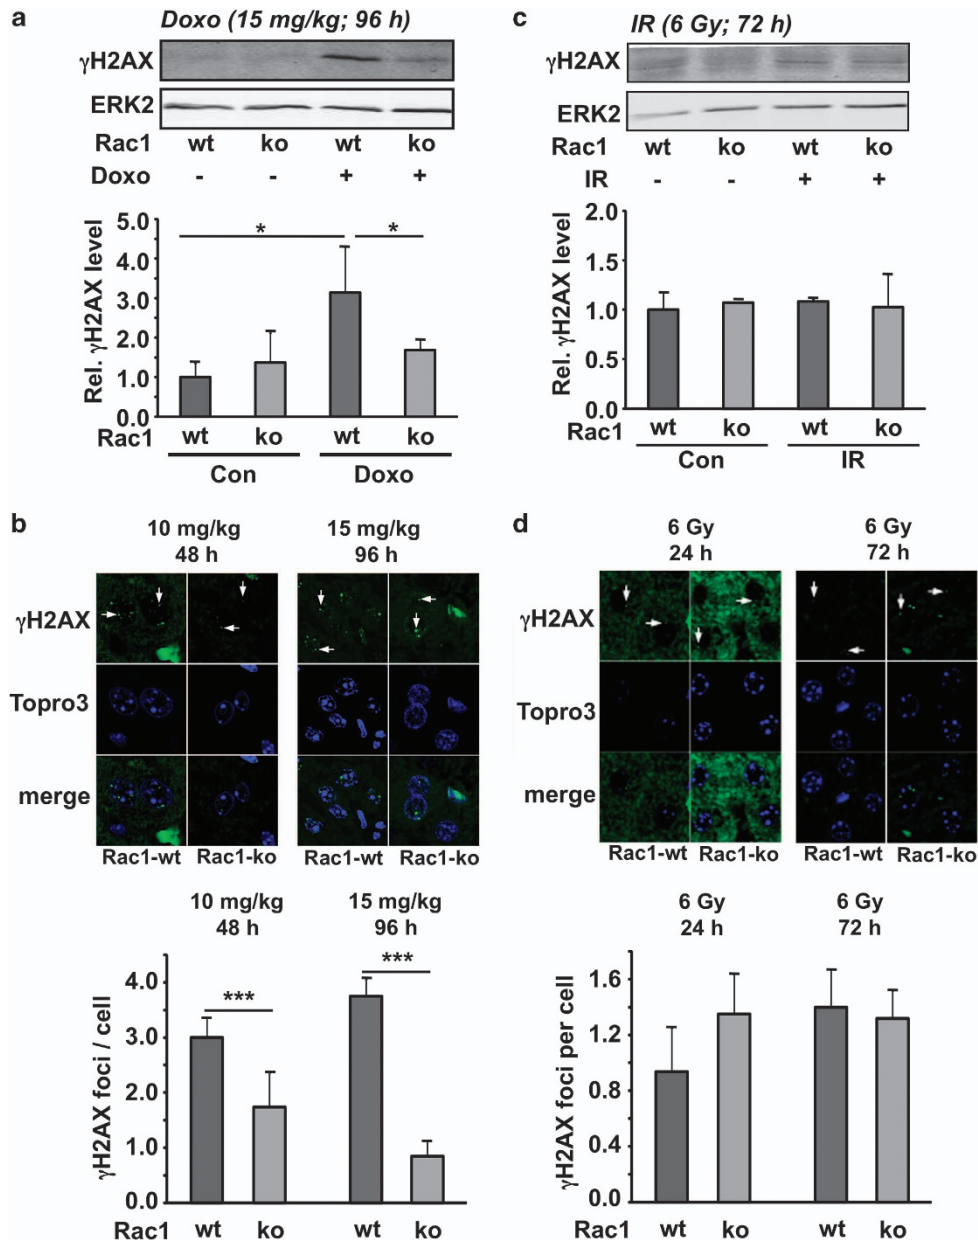 a
Doxo (15 mg/kg; 96 h)
γH2AX
ERK2
Rac1 wt ko wt ko
Doxo - - + +
Rel. γH2AX level
5.0
4.0
3.0
2.0
1.0
0.0
* *
Rac1 wt ko wt ko
Con Doxo
c
IR (6 Gy; 72 h)
γH2AX
ERK2
Rac1 wt ko wt ko
IR - - + +
Rel. γH2AX level
2.0
1.5
1.0
0.5
0.0
Rac1 wt ko wt ko
Con IR
b
10 mg/kg 15 mg/kg
48 h 96 h
γH2AX
Topro3
merge
Rac1-wt Rac1-ko Rac1-wt Rac1-ko
10 mg/kg 15 mg/kg
48 h 96 h
γH2AX foci / cell
4.0
3.0
2.0
1.0
0.0
*** ***
Rac1 wt ko wt ko
d
6 Gy 6 Gy
24 h 72 h
γH2AX
Topro3
merge
Rac1-wt Rac1-ko Rac1-wt Rac1-ko
6 Gy 6 Gy
24 h 72 h
γH2AX foci per cell
1.6
1.2
0.8
0.4
0.0
Rac1 wt ko wt ko